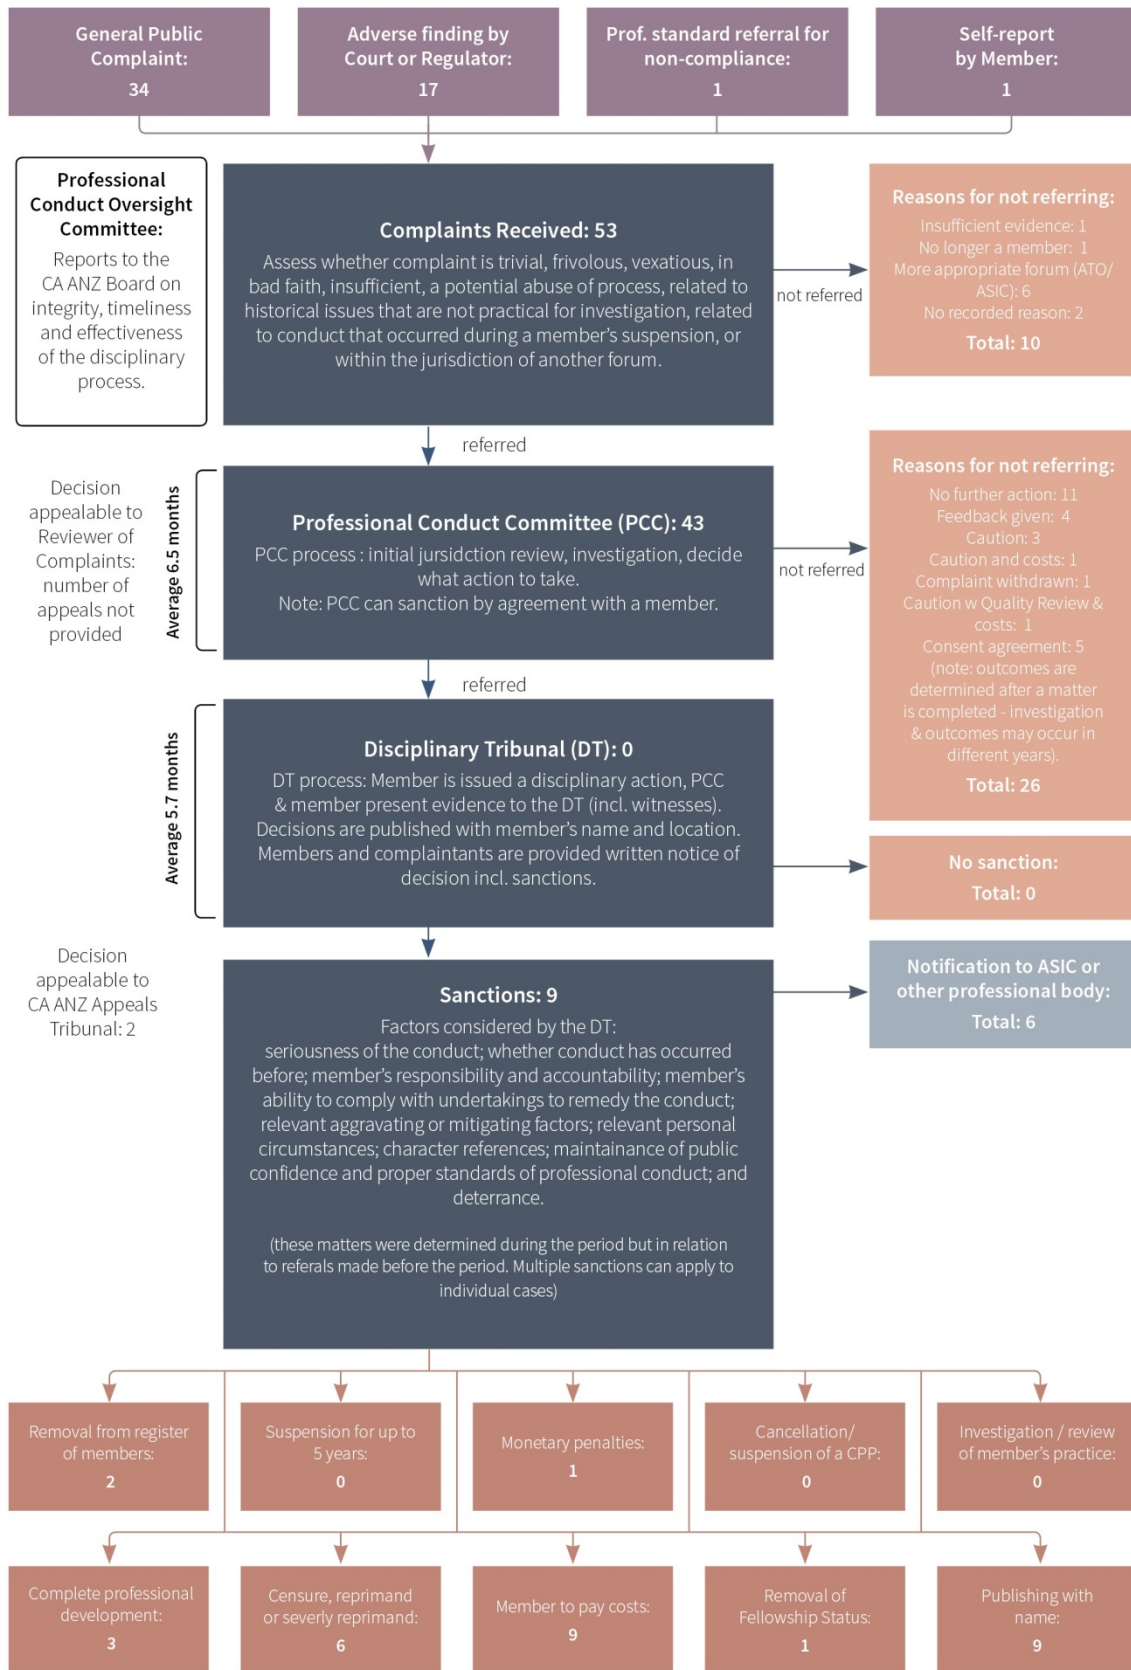 General Public
Complaint:
34
Adverse finding by
Court or Regulator:
17
Prof. standard referral for
non-compliance:
1
Self-report
by Member:
1
Professional
Conduct Oversight
Committee:
Reports to the
CA ANZ Board on
integrity, timeliness
and effectiveness
of the disciplinary
process.
Complaints Received: 53
Assess whether complaint is trivial, frivolous, vexatious, in
bad faith, insufficient, a potential abuse of process, related to
historical issues that are not practical for investigation, related
to conduct that occurred during a member's suspension, or
within the jurisdiction of another forum.
not referred
Reasons for not referring:
Insufficient evidence: 1
No longer a member: 1
More appropriate forum (ATO/
ASIC): 6
No recorded reason: 2
Total: 10
referred
Decision
appealable to
Reviewer of
Complaints:
number of
appeals not
provided
Average 6.5 months
Professional Conduct Committee (PCC): 43
PCC process : initial jursidction review, investigation, decide
what action to take.
Note: PCC can sanction by agreement with a member.
not referred
Reasons for not referring:
No further action: 11
Feedback given: 4
Caution: 3
Caution and costs: 1
Complaint withdrawn: 1
Caution w Quality Review &
costs: 1
Consent agreement: 5
(note: outcomes are
determined after a matter
is completed - investigation
& outcomes may occur in
different years).
Total: 26
referred
Average 5.7 months
Disciplinary Tribunal (DT): 0
DT process: Member is issued a disciplinary action, PCC
& member present evidence to the DT (incl. witnesses).
Decisions are published with member's name and location.
Members and complaintants are provided written notice of
decision incl. sanctions.
No sanction:
Total: 0
Decision
appealable to
CA ANZ Appeals
Tribunal: 2
Sanctions: 9
Factors considered by the DT:
seriousness of the conduct; whether conduct has occurred
before; member's responsibility and accountability; member's
ability to comply with undertakings to remedy the conduct;
relevant aggravating or mitigating factors; relevant personal
circumstances; character references; maintainance of public
confidence and proper standards of professional conduct; and
deterrance.
(these matters were determined during the period but in relation
to referals made before the period. Multiple sanctions can apply to
individual cases)
Notification to ASIC or
other professional body:
Total: 6
Removal from register
of members:
2
Suspension for up to
5 years:
0
Monetary penalties:
1
Cancellation/
suspension of a CPP:
0
Investigation / review
of member's practice:
0
Complete professional
development:
3
Censure, reprimand
or severly reprimand:
6
Member to pay costs:
9
Removal of
Fellowship Status:
1
Publishing with
name:
9